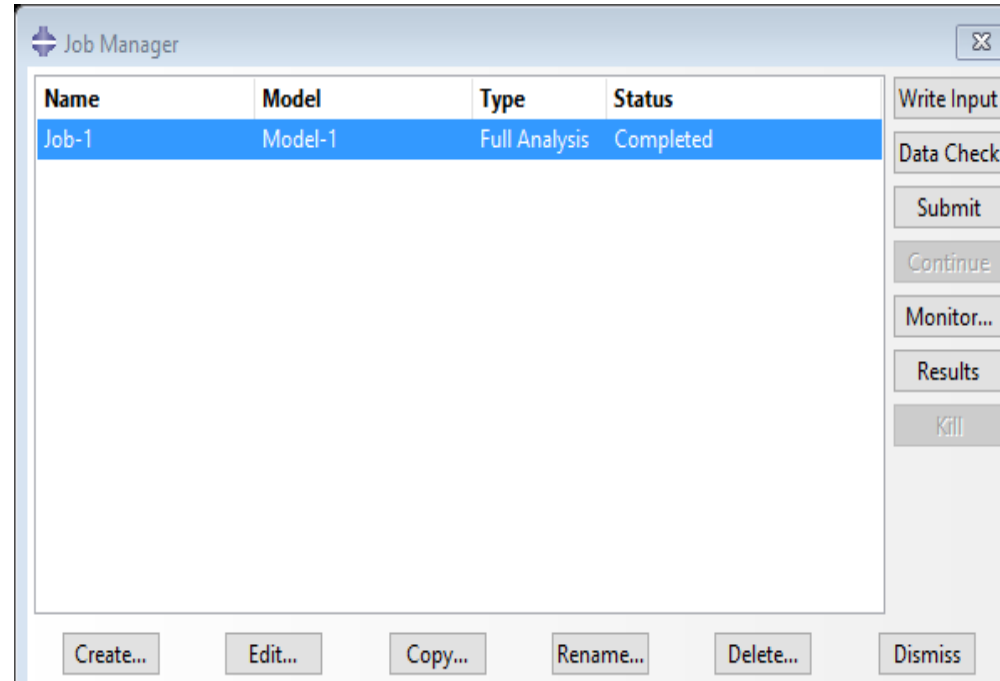 Job Manager
Name Model Type Status
Job-1 Model-1 Full Analysis Completed
Write Input
Data Check
Submit
Continue
Monitor...
Results
Kill
Create... Edit... Copy... Rename... Delete... Dismiss